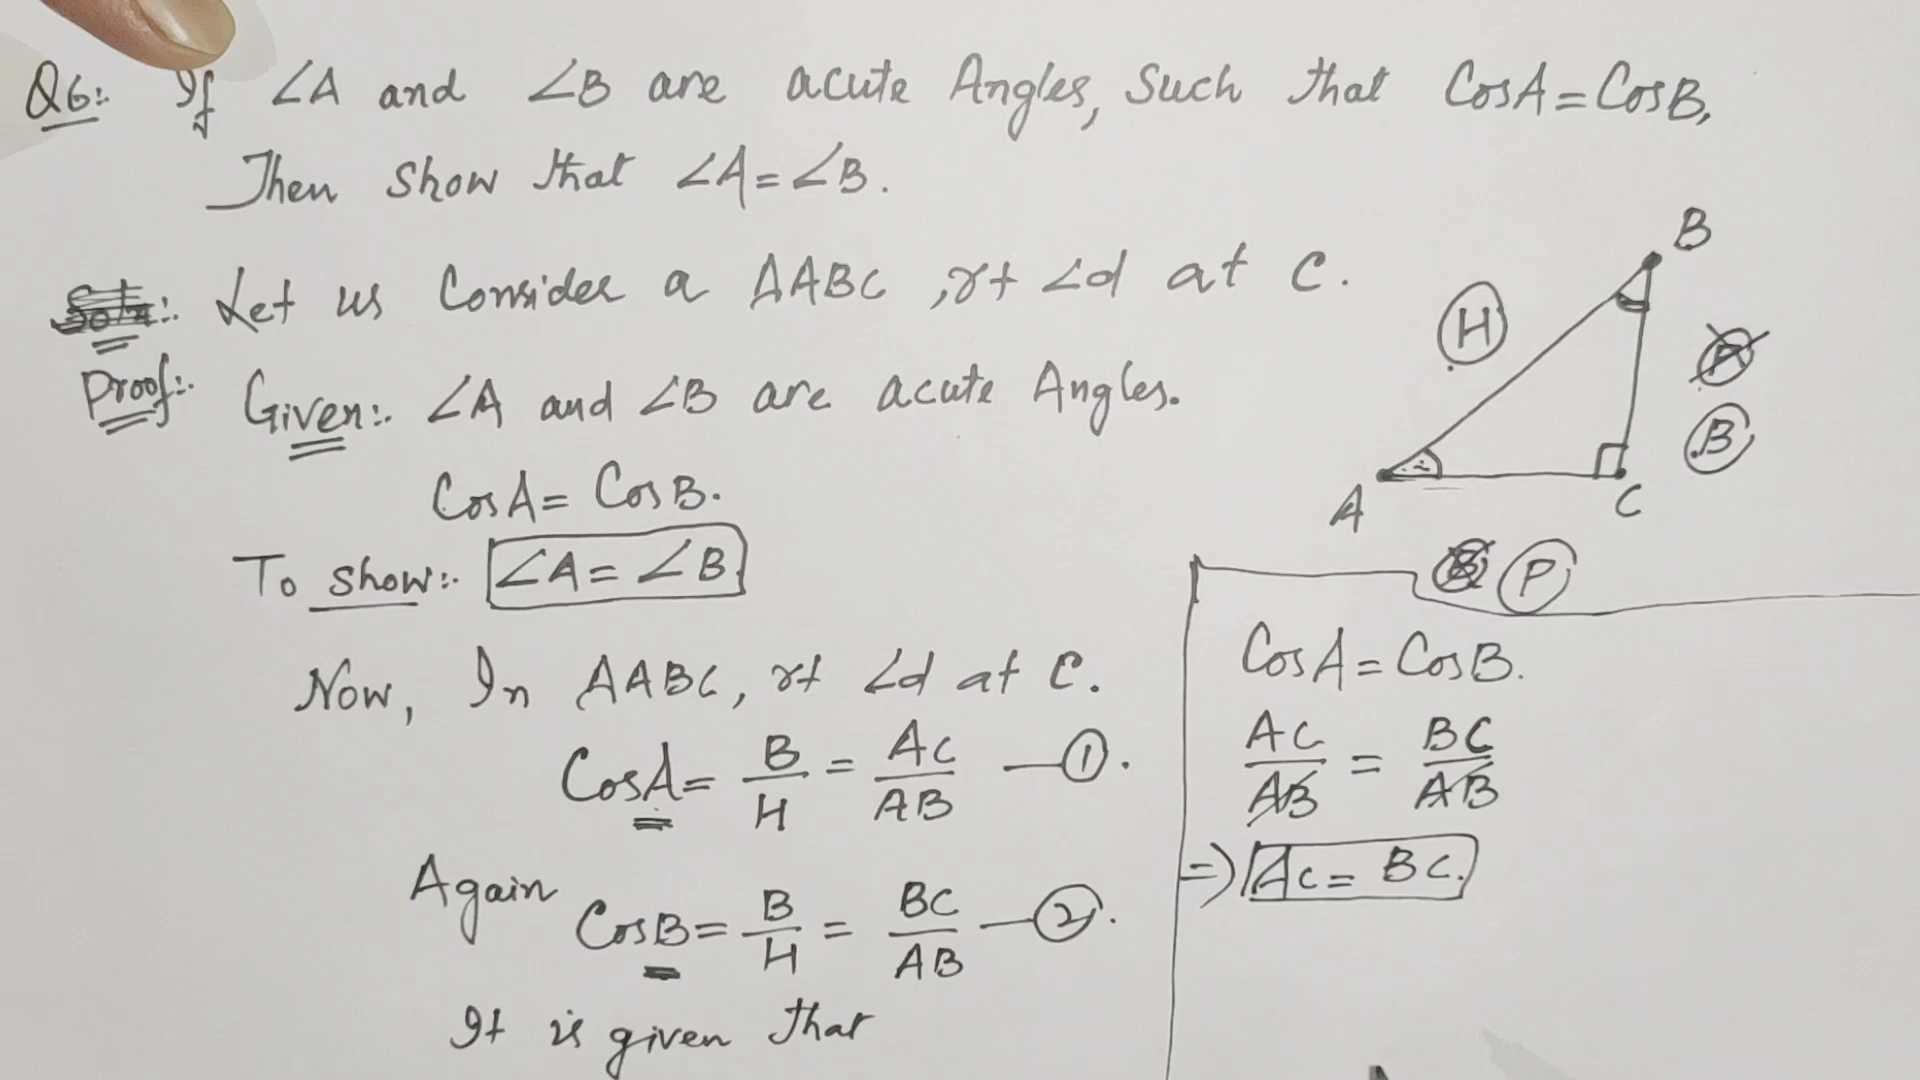 Q6:. If ∠A and ∠B are acute Angles, Such that CosA = CosB,
Then Show that ∠A = ∠B.
Soln:. Let us Consider a ΔABC, rt ∠d at C.
Proof:. Given:. ∠A and ∠B are acute Angles.
CosA = CosB.
To show:. ∠A = ∠B.
Now, In ΔABC, rt ∠d at C.
CosA = B/H = AC/AB —①.
Again CosB = B/H = BC/AB —②.
It is given that
B
H
P
B
A
C
B P
CosA = CosB.
AC/AB = BC/AB
⇒ AC = BC.